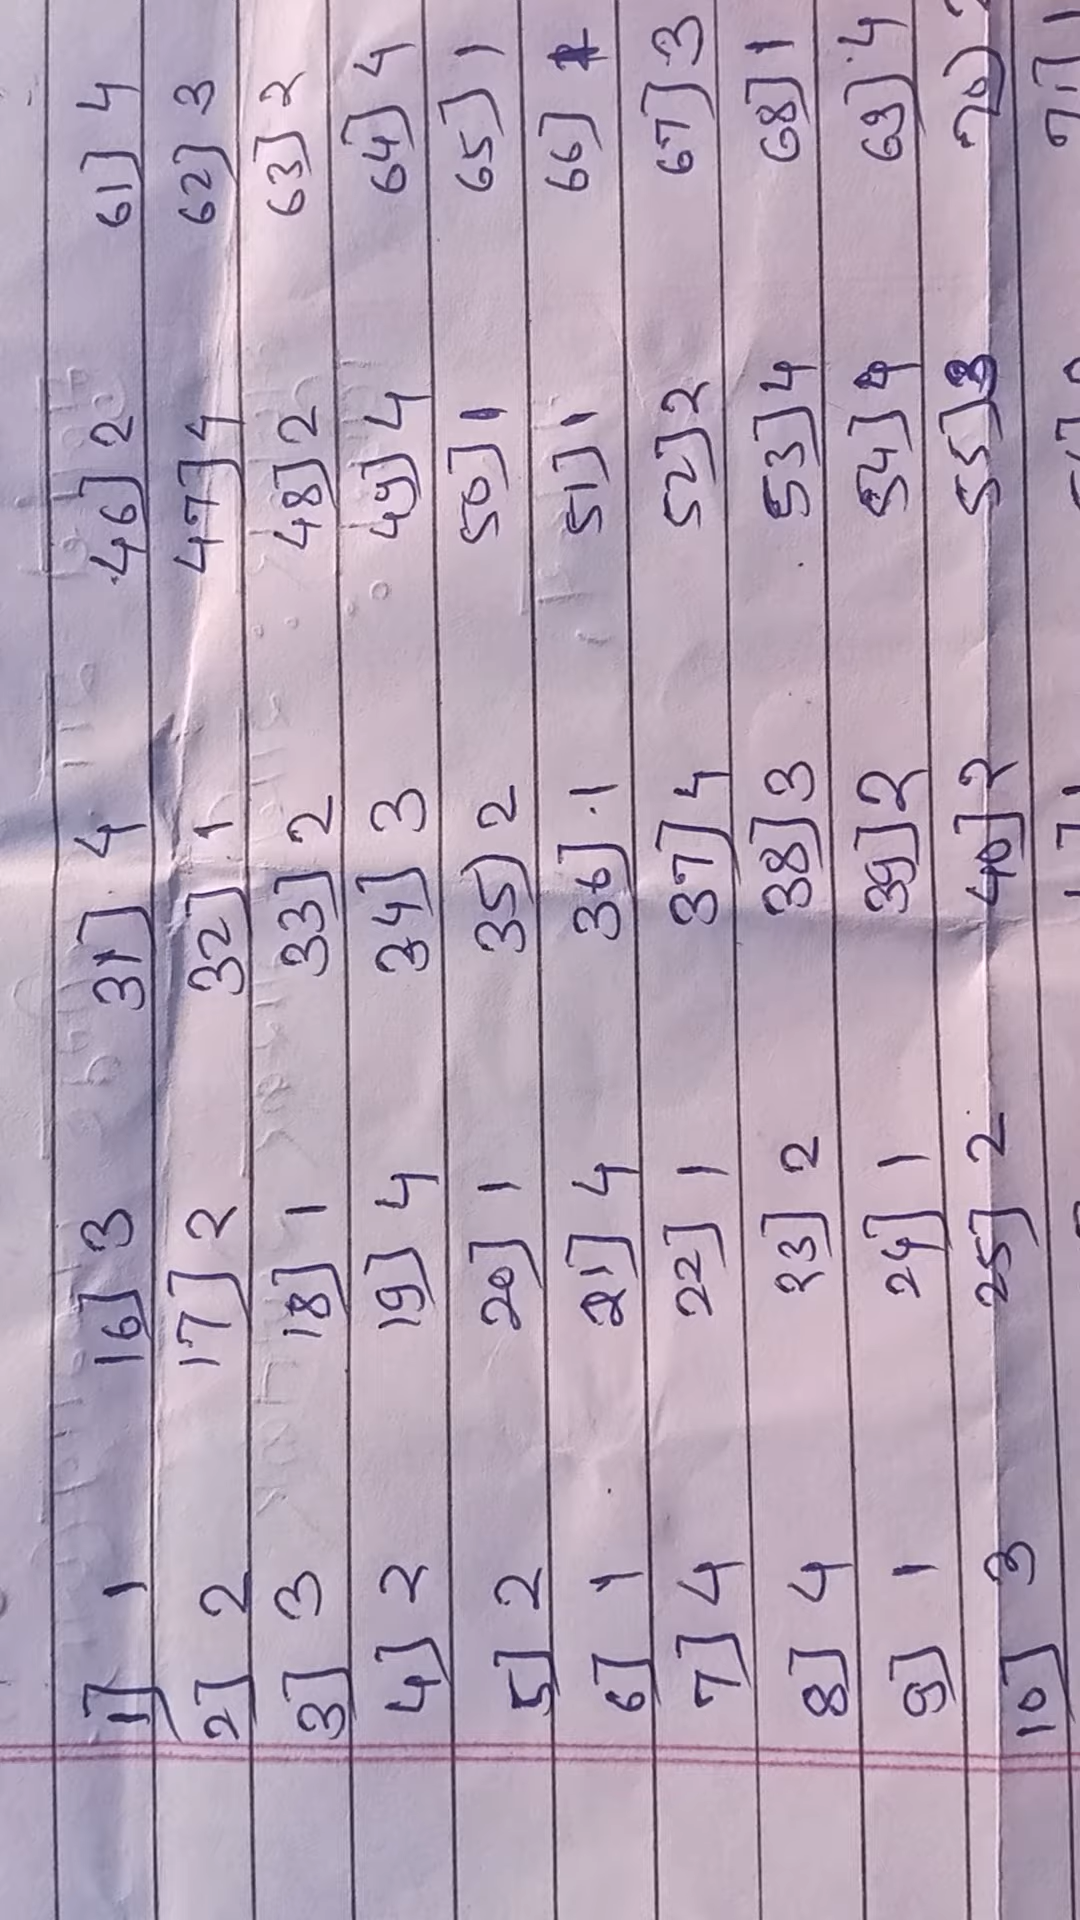 1] 1 16] 3 31] 4 46] 2 61] 4
2] 2 17] 2 32] 1 47] 4 62] 3
3] 3 18] 1 33] 2 48] 2 63] 2
4] 2 19] 4 34] 3 49] 4 64] 4
5] 2 20] 1 35] 2 50] 1 65] 1
6] 1 21] 4 36] 1 51] 1 66]
7] 4 22] 1 37] 4 52] 2 67] 3
8] 4 23] 2 38] 3 53] 4 68] 1
9] 1 24] 1 39] 2 54] 4 69] 4
10] 3 25] 2 40] 2 55] 3 70]
71] 1